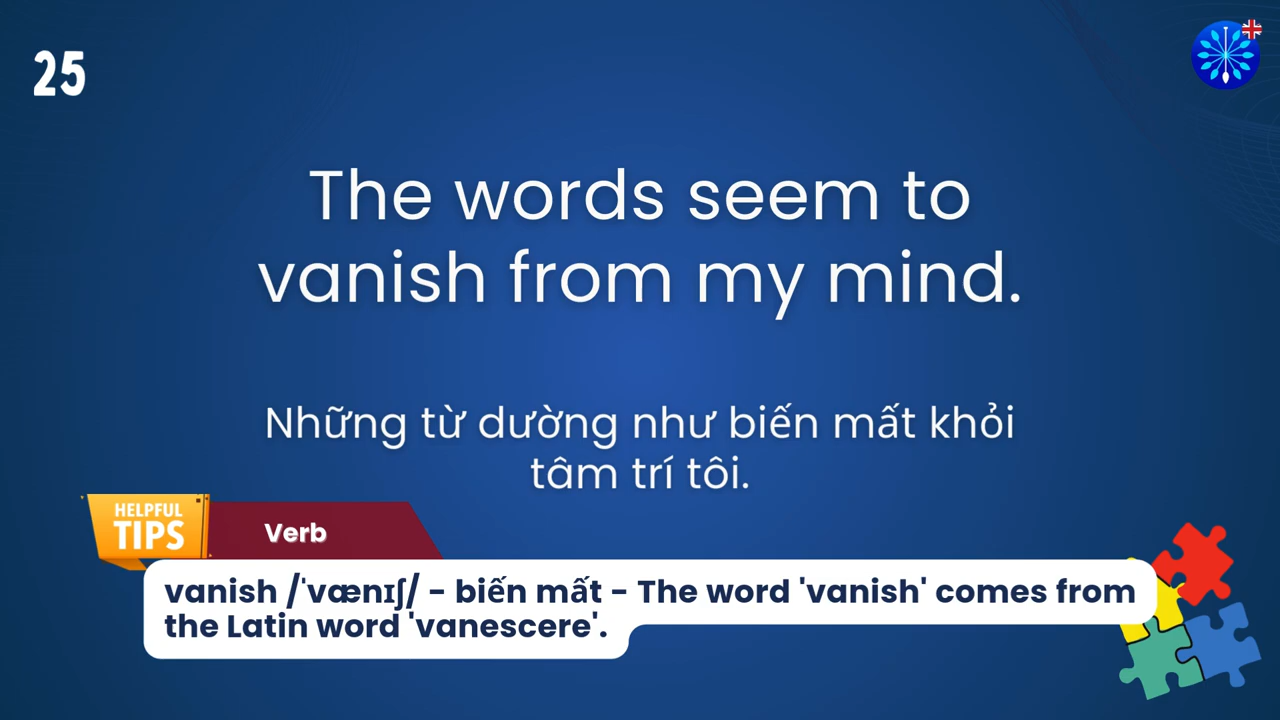 25
The words seem to
vanish from my mind.
Những từ dường như biến mất khỏi
tâm trí tôi.
HELPFUL
TIPS
Verb
vanish /ˈvænɪʃ/ - biến mất - The word 'vanish' comes from
the Latin word 'vanescere'.